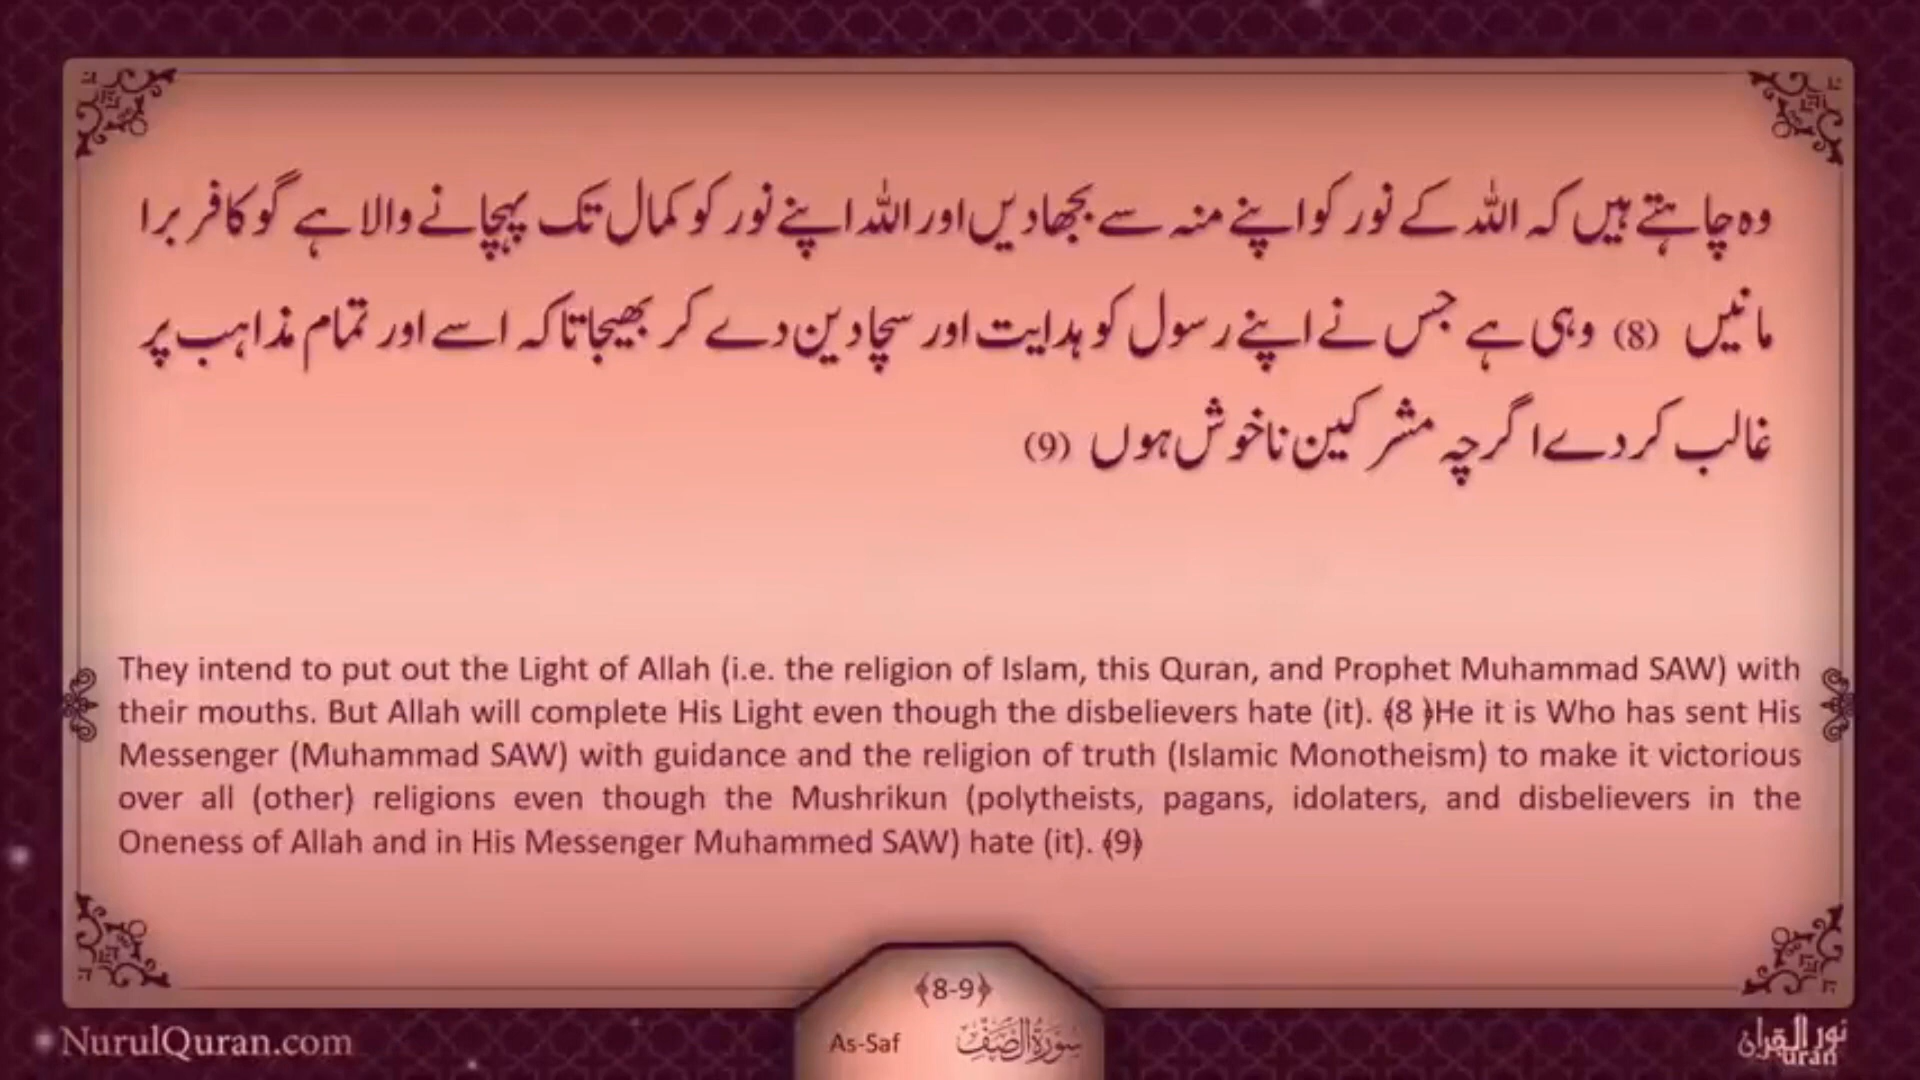 وہ چاہتے ہیں کہ اللہ کے نور کو اپنے منہ سے بجھا دیں اور اللہ اپنے نور کو کمال تک پہنچانے والا ہے گو کافر برا
مانیں (8) وہی ہے جس نے اپنے رسول کو ہدایت اور سچا دین دے کر بھیجا تاکہ اسے اور تمام مذاہب پر
غالب کر دے اگرچہ مشرکین ناخوش ہوں (9)
They intend to put out the Light of Allah (i.e. the religion of Islam, this Quran, and Prophet Muhammad SAW) with
their mouths. But Allah will complete His Light even though the disbelievers hate (it). ﴾8 ﴿He it is Who has sent His
Messenger (Muhammad SAW) with guidance and the religion of truth (Islamic Monotheism) to make it victorious
over all (other) religions even though the Mushrikun (polytheists, pagans, idolaters, and disbelievers in the
Oneness of Allah and in His Messenger Muhammed SAW) hate (it). ﴾9﴿
﴾8-9﴿
As-Saf سُورَةُ الصَّفِّ
NurulQuran.com
نور القرآن
uran